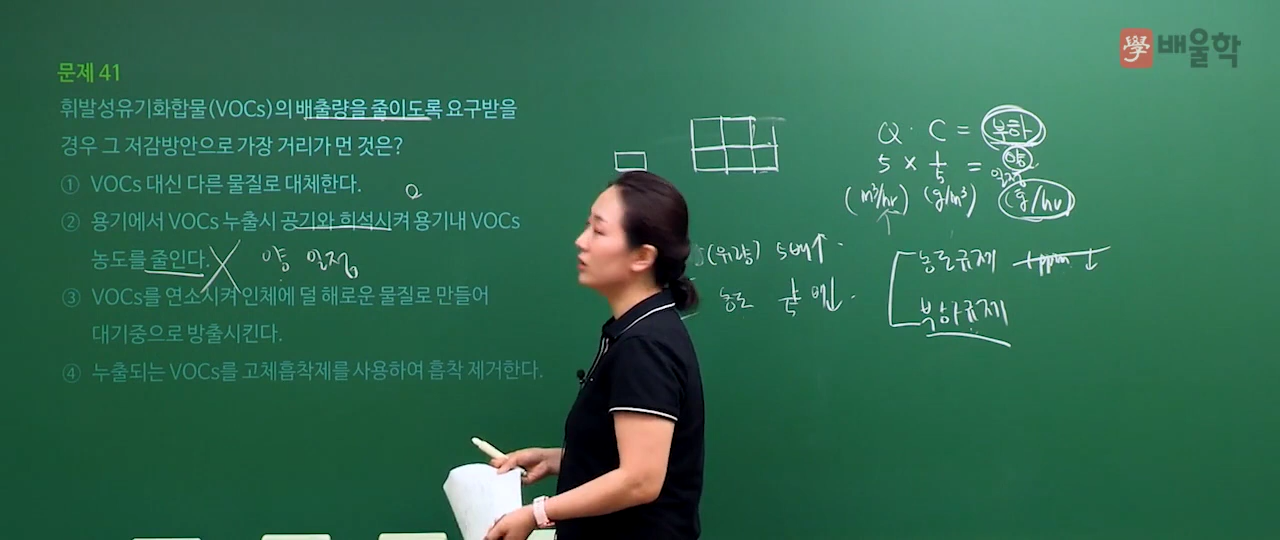 學 배울학
문제 41
휘발성유기화합물(VOCs)의 배출량을 줄이도록 요구받을
경우 그 저감방안으로 가장 거리가 먼 것은?
① VOCs 대신 다른 물질로 대체한다.
② 용기에서 VOCs 누출시 공기와 희석시켜 용기내 VOCs
농도를 줄인다.
양 일정
③ VOCs를 연소시켜 인체에 덜 해로운 물질로 만들어
대기중으로 방출시킨다.
④ 누출되는 VOCs를 고체흡착제를 사용하여 흡착 제거한다.
Q
(유량) 5배↑
농도 1/5 배↓
Q · C = 부하
5 × 1/5 = 양
일정
(m³/hr) (g/m³) (g/hr)
농도규제 ppm ↓
부하규제